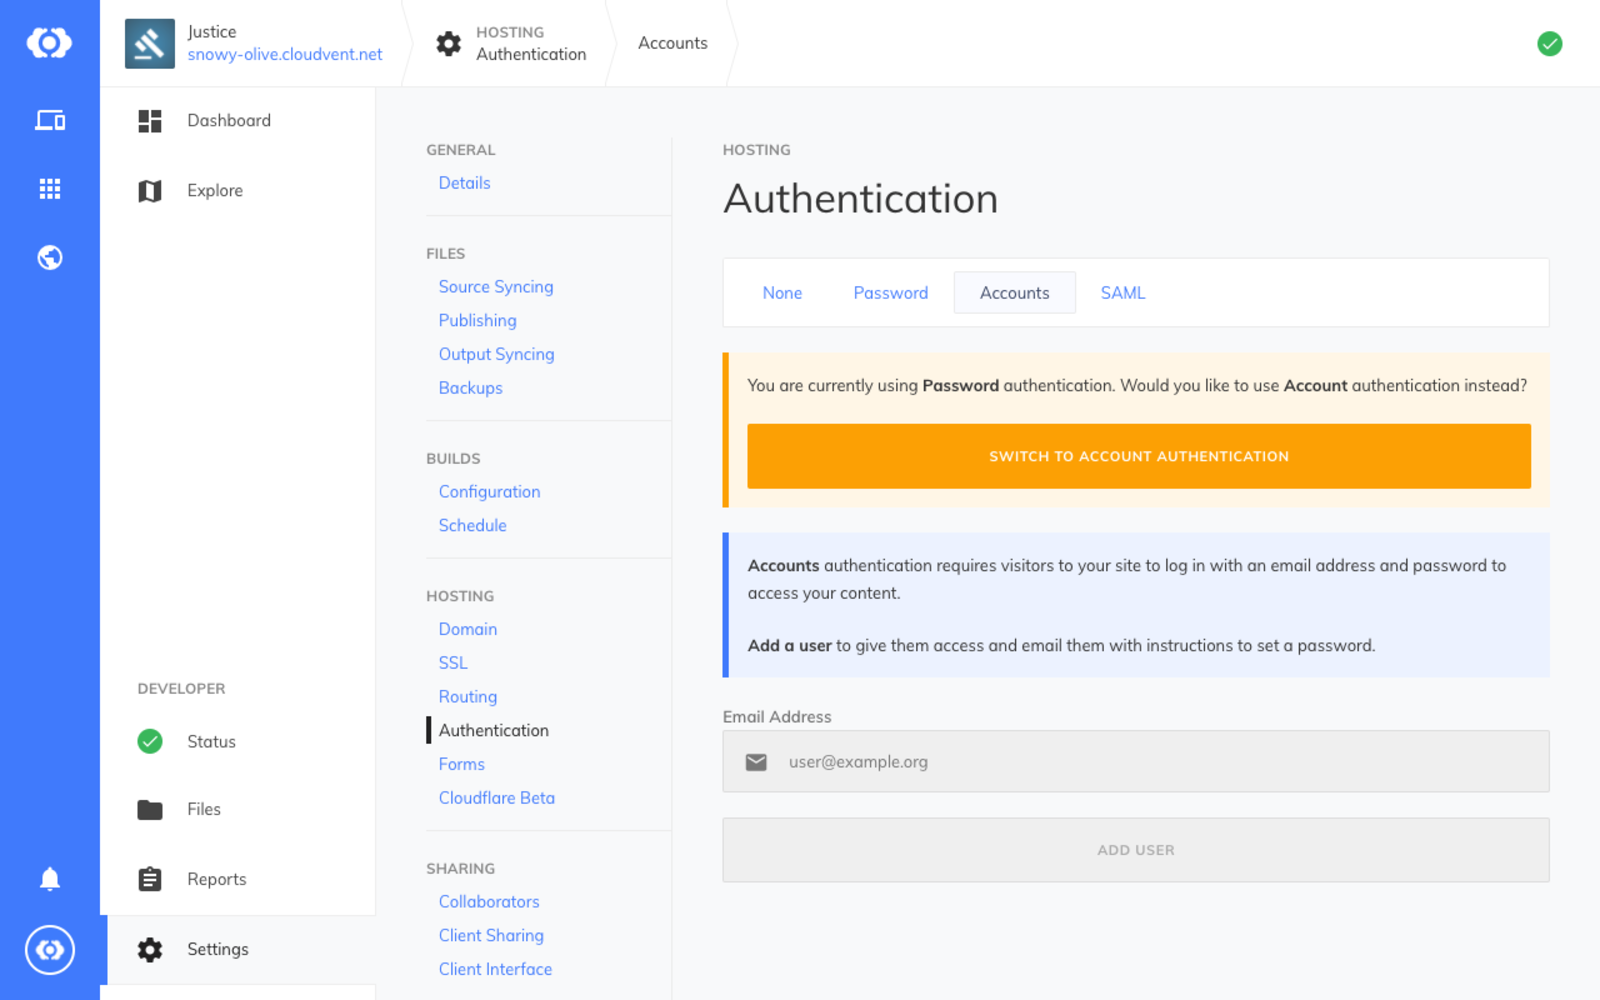 Justice
snowy-olive.cloudvent.net
HOSTING
Authentication
Accounts
Dashboard
Explore
DEVELOPER
Status
Files
Reports
Settings
GENERAL
Details
FILES
Source Syncing
Publishing
Output Syncing
Backups
BUILDS
Configuration
Schedule
HOSTING
Domain
SSL
Routing
Authentication
Forms
Cloudflare Beta
SHARING
Collaborators
Client Sharing
Client Interface
HOSTING
Authentication
None Password Accounts SAML
You are currently using Password authentication. Would you like to use Account authentication instead?
SWITCH TO ACCOUNT AUTHENTICATION
Accounts authentication requires visitors to your site to log in with an email address and password to
access your content.
Add a user to give them access and email them with instructions to set a password.
Email Address
user@example.org
ADD USER